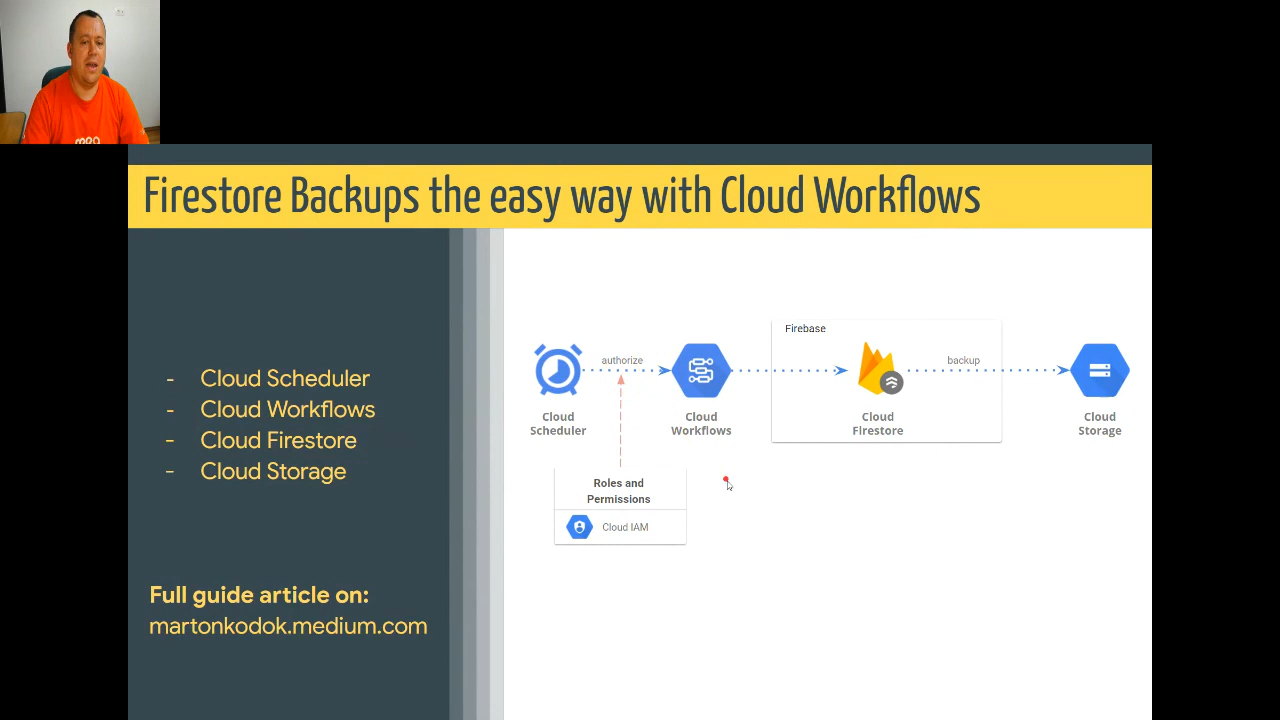 Firestore Backups the easy way with Cloud Workflows
- Cloud Scheduler
- Cloud Workflows
- Cloud Firestore
- Cloud Storage
Full guide article on:
martonkodok.medium.com
Firebase
authorize
backup
Cloud
Scheduler
Cloud
Workflows
Cloud
Firestore
Cloud
Storage
Roles and
Permissions
Cloud IAM